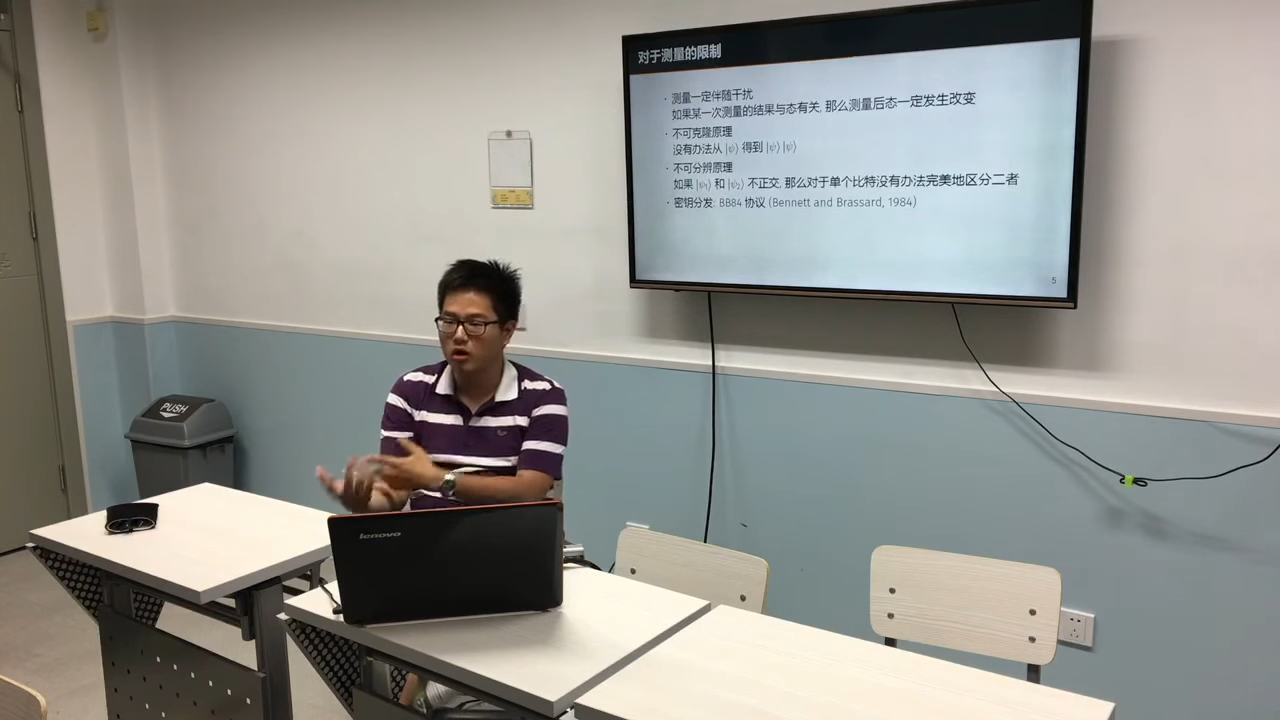 对于测量的限制
· 测量一定伴随干扰
如果某一次测量的结果与态有关, 那么测量后态一定发生改变
· 不可克隆原理
没有办法从 |ψ⟩ 得到 |ψ⟩ |ψ⟩
· 不可分辨原理
如果 |ψ₁⟩ 和 |ψ₂⟩ 不正交, 那么对于单个比特没有办法完美地区分二者
· 密钥分发: BB84 协议 (Bennett and Brassard, 1984)
5
PUSH
lenovo